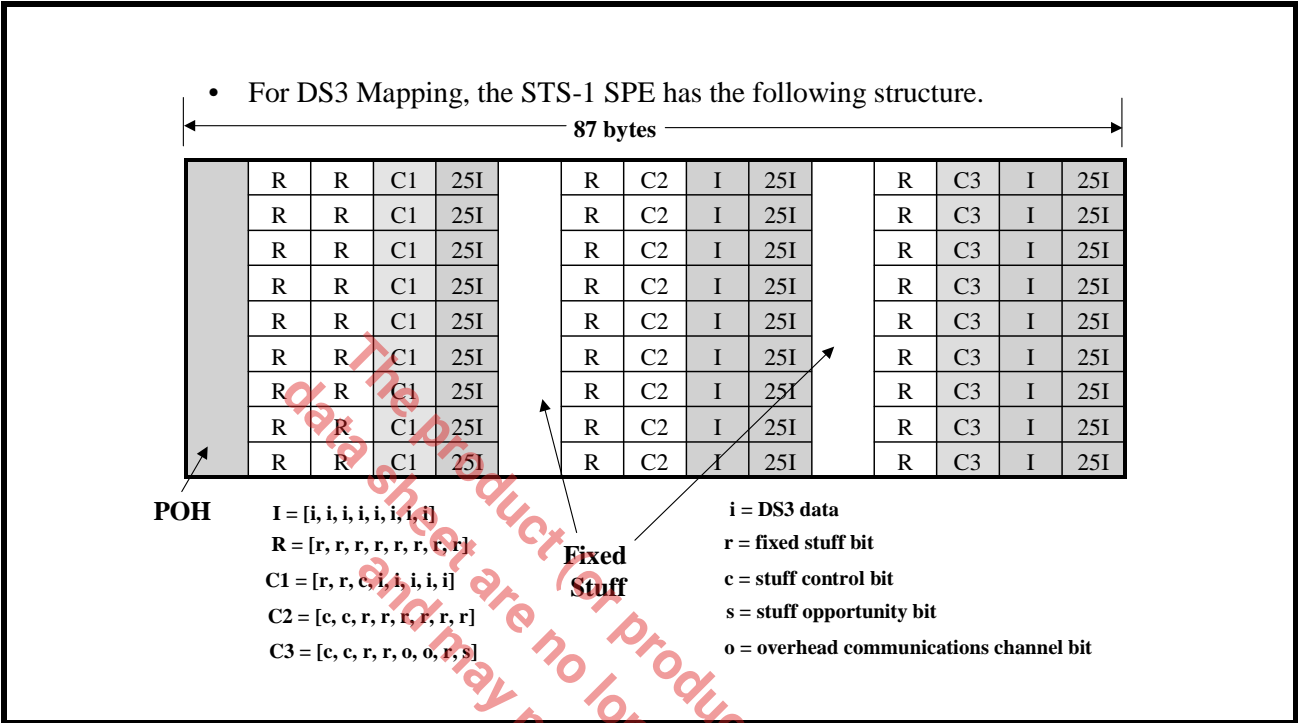 • For DS3 Mapping, the STS-1 SPE has the following structure.
87 bytes
R R C1 25I R C2 I 25I R C3 I 25I
R R C1 25I R C2 I 25I R C3 I 25I
R R C1 25I R C2 I 25I R C3 I 25I
R R C1 25I R C2 I 25I R C3 I 25I
R R C1 25I R C2 I 25I R C3 I 25I
R R C1 25I R C2 I 25I R C3 I 25I
R R C1 25I R C2 I 25I R C3 I 25I
R R C1 25I R C2 I 25I R C3 I 25I
R R C1 25I R C2 I 25I R C3 I 25I
POH
I = [i, i, i, i, i, i, i, i]
R = [r, r, r, r, r, r, r, r]
C1 = [r, r, c, i, i, i, i, i]
C2 = [c, c, r, r, r, r, r, r]
C3 = [c, c, r, r, o, o, r, s]
Fixed
Stuff
i = DS3 data
r = fixed stuff bit
c = stuff control bit
s = stuff opportunity bit
o = overhead communications channel bit
The product (or produc
data sheet are no lo
and may